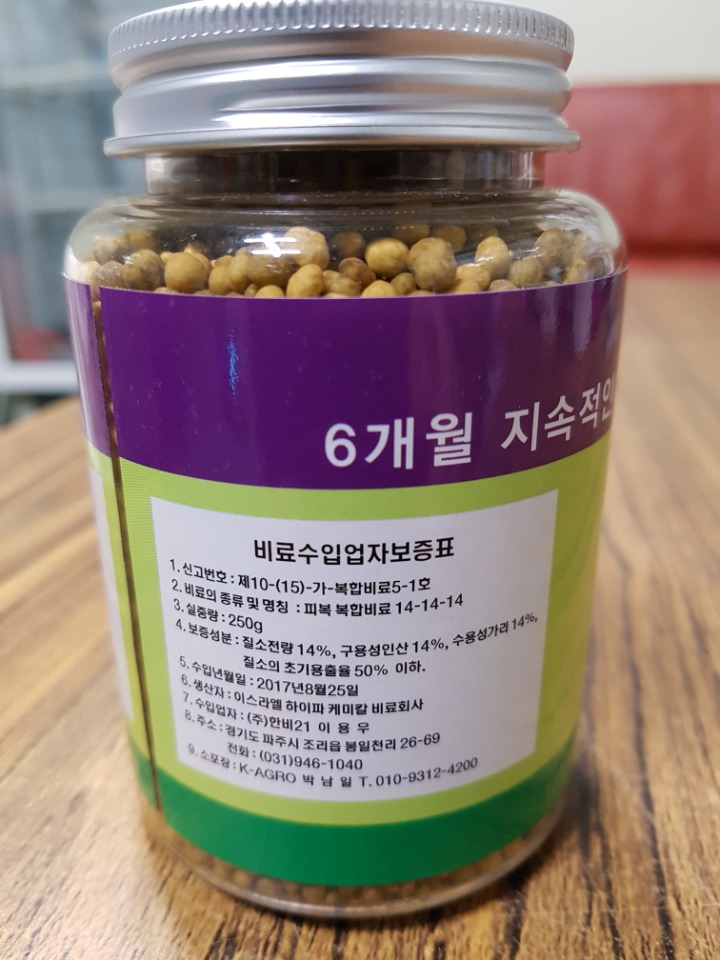 6개월 지속적인
비료수입업자보증표
1. 신고번호 : 제10-(15)-가-복합비료5-1호
2. 비료의 종류 및 명칭 : 피복 복합비료 14-14-14
3. 실중량 : 250g
4. 보증성분 : 질소전량 14%, 구용성인산 14%, 수용성가리 14%,
질소의 초기용출율 50% 이하.
5. 수입년월일 : 2017년8월25일
6. 생산자 : 이스라엘 하이파 케미칼 비료회사
7. 수입업자 : (주)한비21 이 용 우
8. 주소 : 경기도 파주시 조리읍 봉일천리 26-69
전화 : (031)946-1040
9. 소포장 : K-AGRO 박 남 일 T. 010-9312-4200